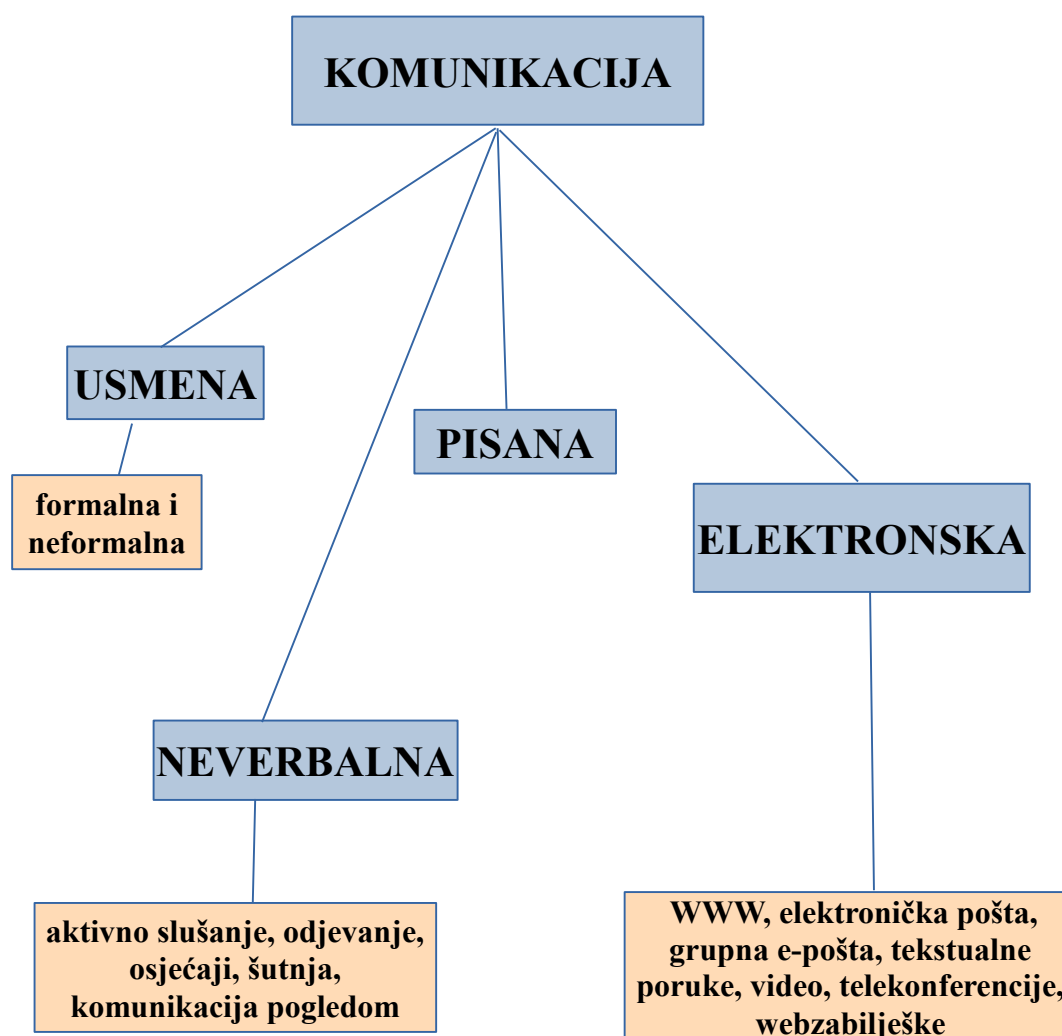 KOMUNIKACIJA
USMENA
formalna i
neformalna
PISANA
ELEKTRONSKA
NEVERBALNA
aktivno slušanje, odjevanje,
osjećaji, šutnja,
komunikacija pogledom
WWW, elektronička pošta,
grupna e-pošta, tekstualne
poruke, video, telekonferencije,
webzabilješke